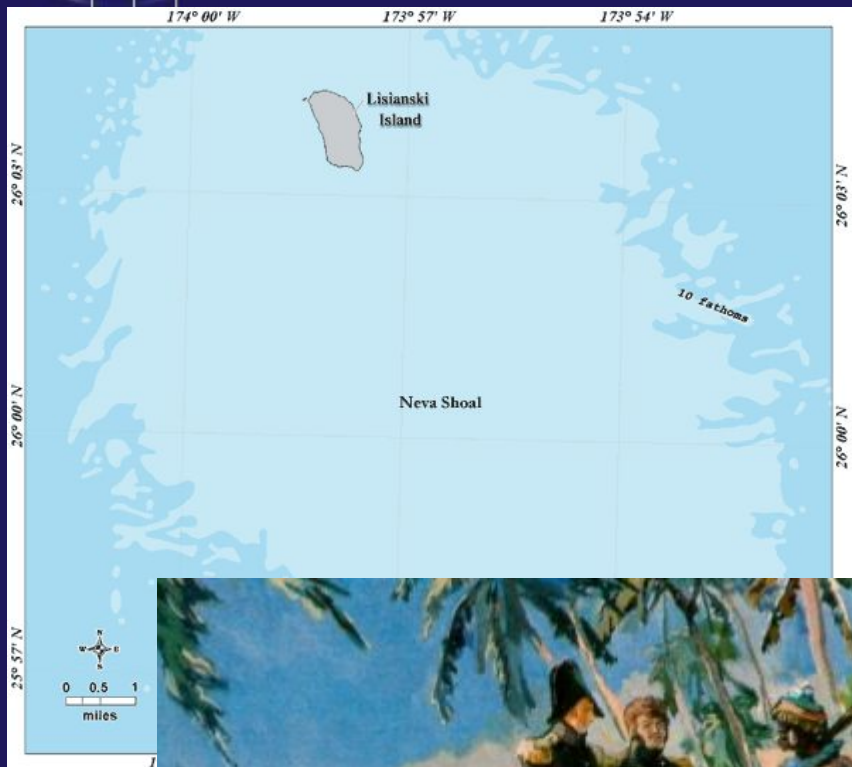 174° 00' W
173° 57' W
173° 54' W
Lisianski
Island
26° 03' N
26° 03' N
10 fathoms
Neva Shoal
26° 00' N
26° 00' N
25° 57' N
N
W
E
S
0 0.5 1
miles
1